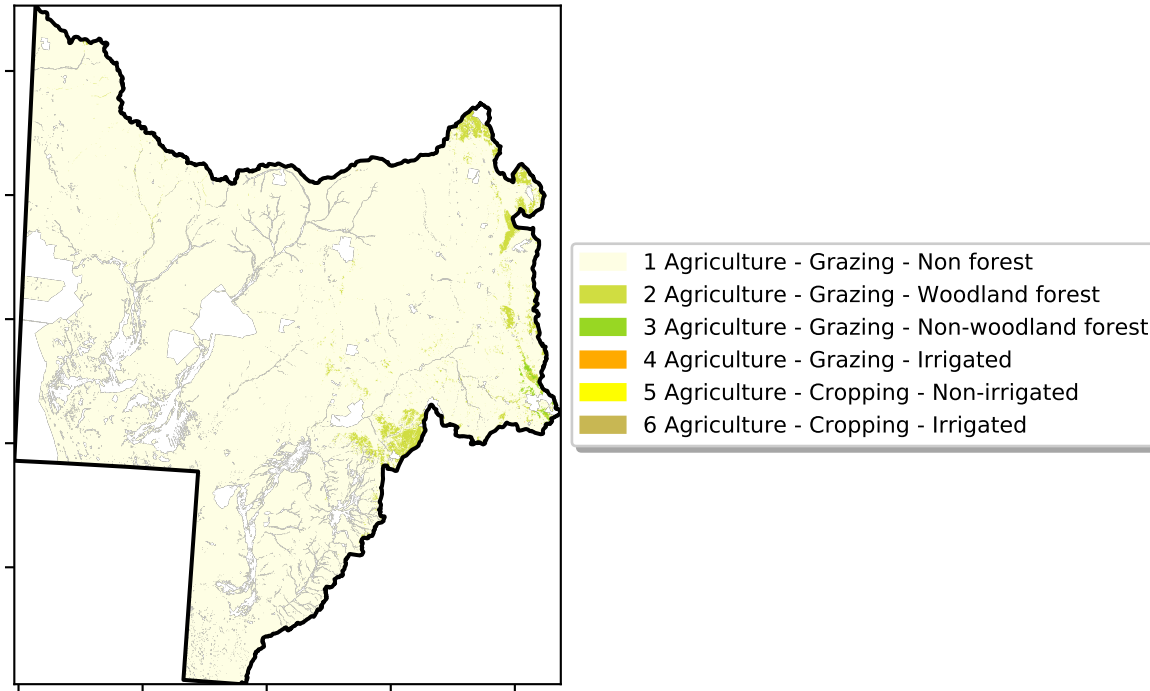 1 Agriculture - Grazing - Non forest
2 Agriculture - Grazing - Woodland forest
3 Agriculture - Grazing - Non-woodland forest
4 Agriculture - Grazing - Irrigated
5 Agriculture - Cropping - Non-irrigated
6 Agriculture - Cropping - Irrigated